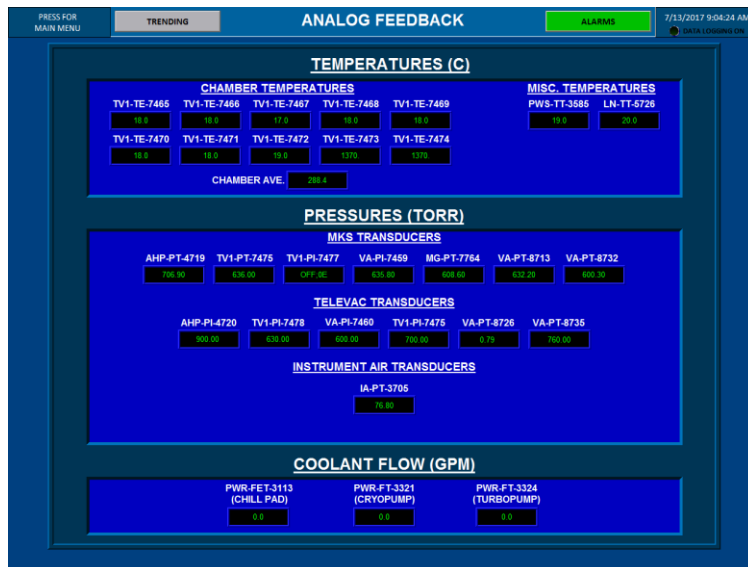 PRESS FOR
MAIN MENU
TRENDING
ANALOG FEEDBACK
ALARMS
7/13/2017 9:04:24 AM
DATA LOGGING ON
TEMPERATURES (C)
CHAMBER TEMPERATURES
MISC. TEMPERATURES
TV1-TE-7465 TV1-TE-7466 TV1-TE-7467 TV1-TE-7468 TV1-TE-7469 PWS-TT-3585 LN-TT-5726
18.0 18.0 17.0 18.0 18.0 19.0 20.0
TV1-TE-7470 TV1-TE-7471 TV1-TE-7472 TV1-TE-7473 TV1-TE-7474
18.0 18.0 19.0 1370. 1370.
CHAMBER AVE. 288.4
PRESSURES (TORR)
MKS TRANSDUCERS
AHP-PT-4719 TV1-PT-7475 TV1-PI-7477 VA-PI-7459 MG-PT-7764 VA-PT-8713 VA-PT-8732
706.90 636.00 OFF:0E 635.00 608.60 632.20 600.30
TELEVAC TRANSDUCERS
AHP-PI-4720 TV1-PI-7478 VA-PI-7460 TV1-PI-7475 VA-PT-8726 VA-PT-8735
900.00 630.00 600.00 700.00 0.79 760.00
INSTRUMENT AIR TRANSDUCERS
IA-PT-3705
76.80
COOLANT FLOW (GPM)
PWR-FET-3113 PWR-FT-3321 PWR-FT-3324
(CHILL PAD) (CRYOPUMP) (TURBOPUMP)
0.0 0.0 0.0